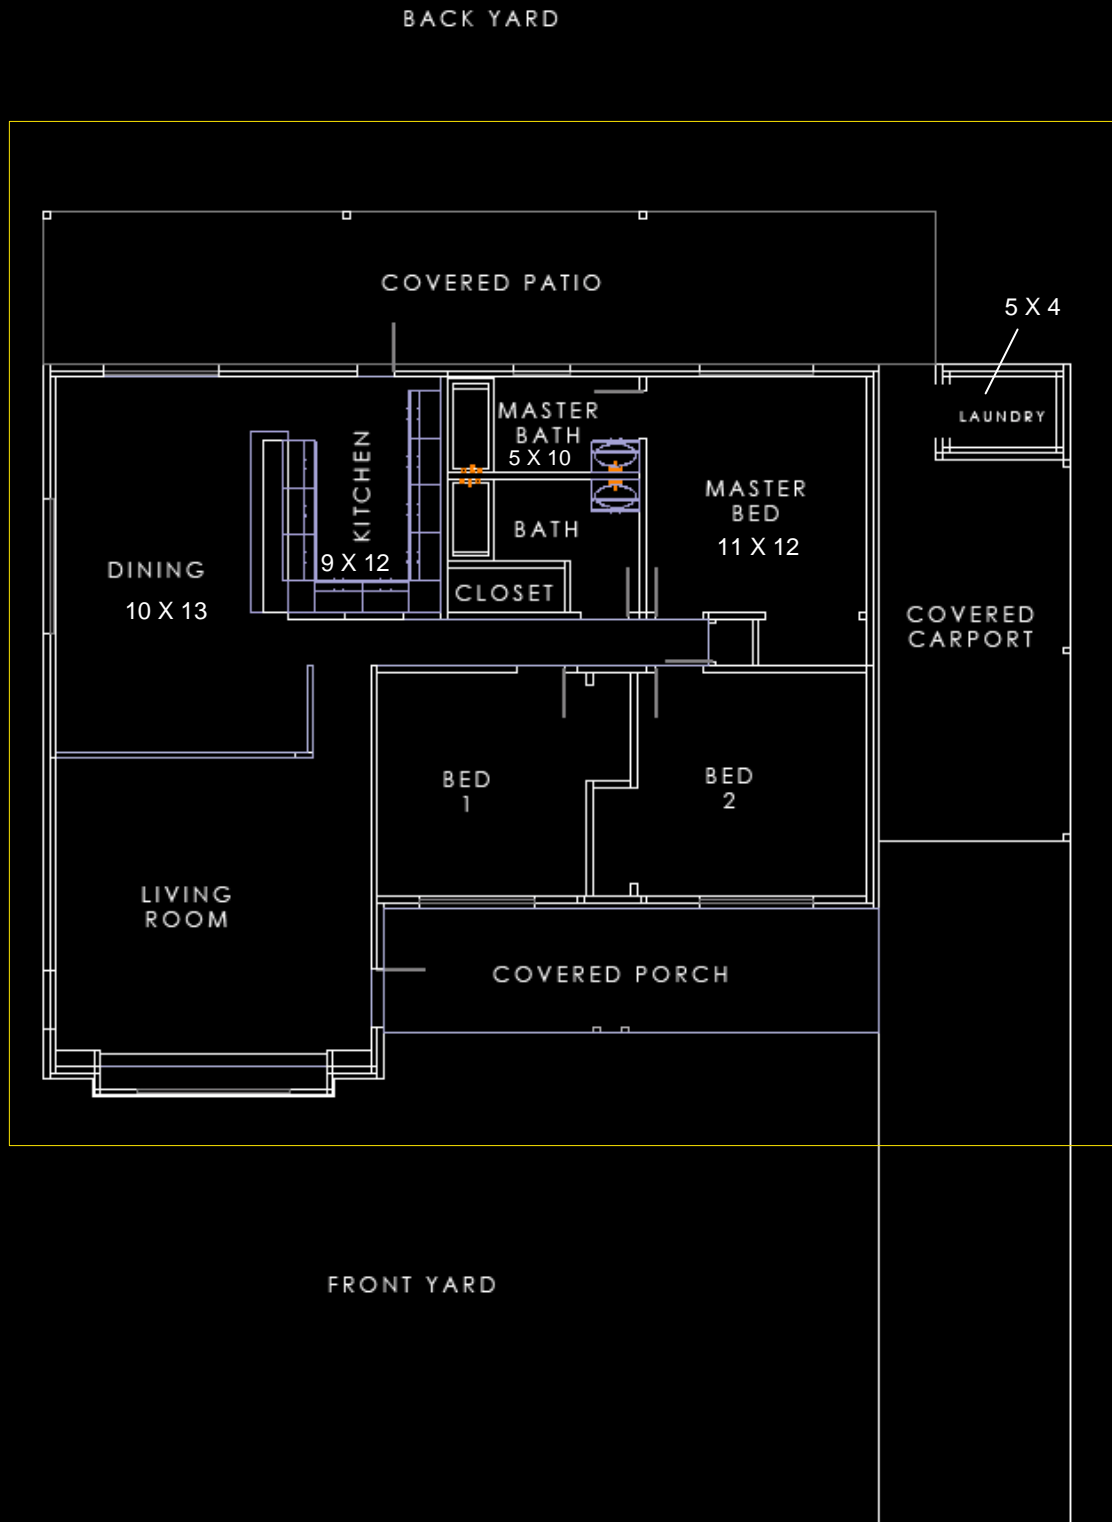 BACK YARD
COVERED PATIO
5 X 4
LAUNDRY
MASTER
BATH
5 X 10
KITCHEN
9 X 12
MASTER
BED
11 X 12
BATH
DINING
10 X 13
CLOSET
COVERED
CARPORT
BED
1
BED
2
LIVING
ROOM
COVERED PORCH
FRONT YARD